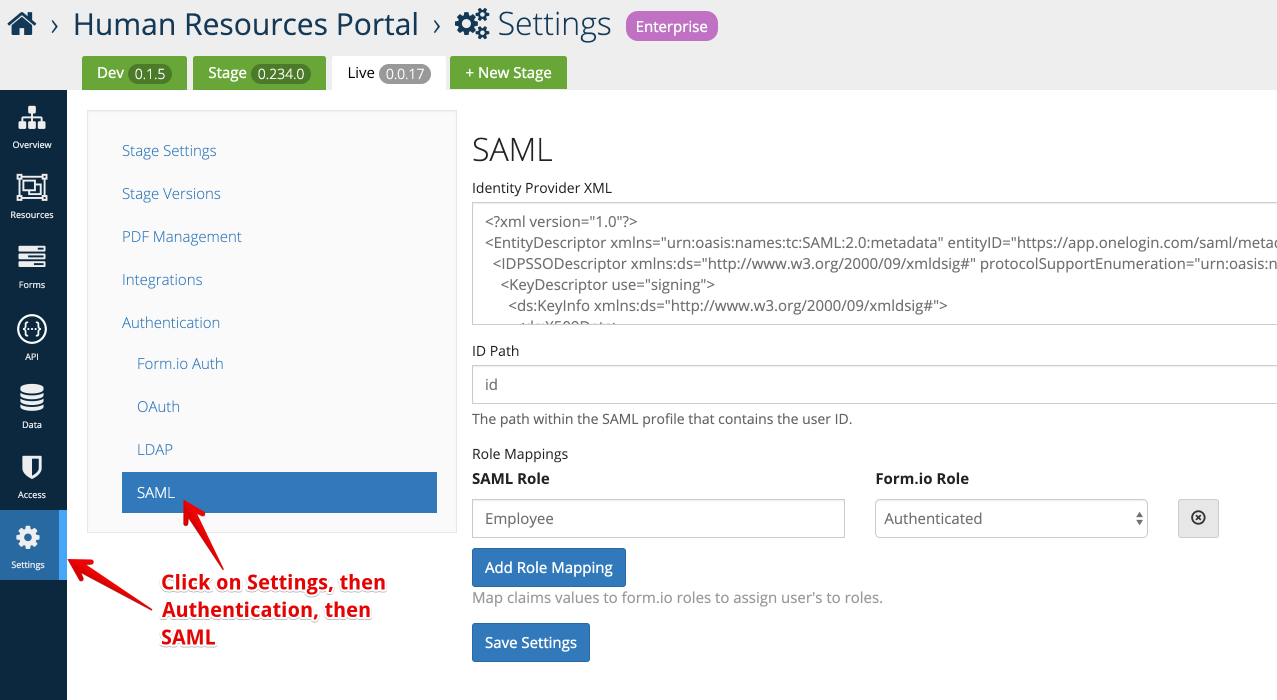 › Human Resources Portal › Settings Enterprise
Dev 0.1.5 Stage 0.234.0 Live 0.0.17 + New Stage
Overview
Resources
Forms
API
Data
Access
Settings
Stage Settings
Stage Versions
PDF Management
Integrations
Authentication
Form.io Auth
OAuth
LDAP
SAML
Click on Settings, then
Authentication, then
SAML
SAML
Identity Provider XML
<?xml version="1.0"?>
<EntityDescriptor xmlns="urn:oasis:names:tc:SAML:2.0:metadata" entityID="https://app.onelogin.com/saml/metad
<IDPSSODescriptor xmlns:ds="http://www.w3.org/2000/09/xmldsig#" protocolSupportEnumeration="urn:oasis:n
<KeyDescriptor use="signing">
<ds:KeyInfo xmlns:ds="http://www.w3.org/2000/09/xmldsig#">
ID Path
id
The path within the SAML profile that contains the user ID.
Role Mappings
SAML Role Form.io Role
Employee Authenticated
Add Role Mapping
Map claims values to form.io roles to assign user's to roles.
Save Settings